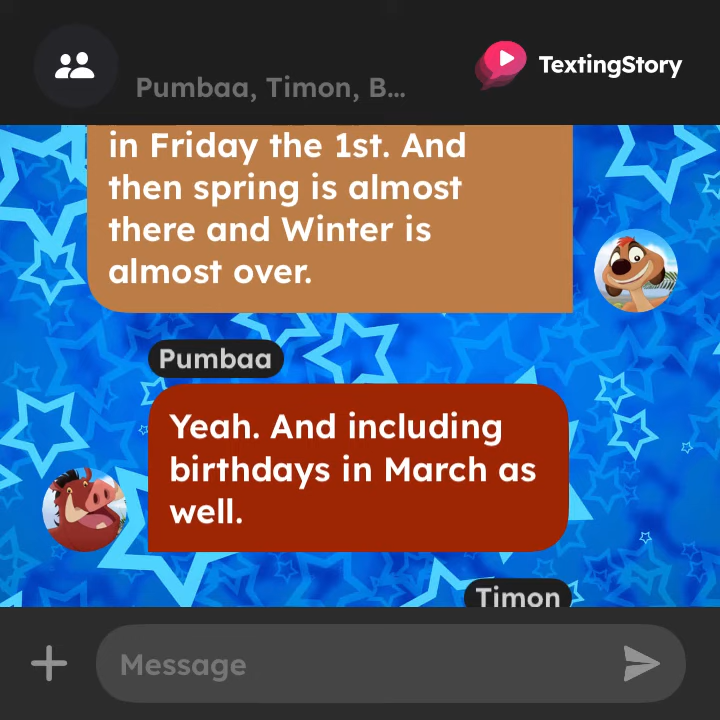 Pumbaa, Timon, B...
TextingStory
in Friday the 1st. And
then spring is almost
there and Winter is
almost over.
Pumbaa
Yeah. And including
birthdays in March as
well.
Timon
Message